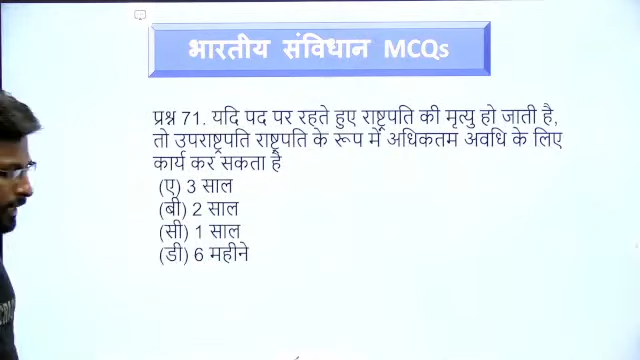 भारतीय संविधान MCQs
प्रश्न 71. यदि पद पर रहते हुए राष्ट्रपति की मृत्यु हो जाती है,
तो उपराष्ट्रपति राष्ट्रपति के रूप में अधिकतम अवधि के लिए
कार्य कर सकता है
(ए) 3 साल
(बी) 2 साल
(सी) 1 साल
(डी) 6 महीने